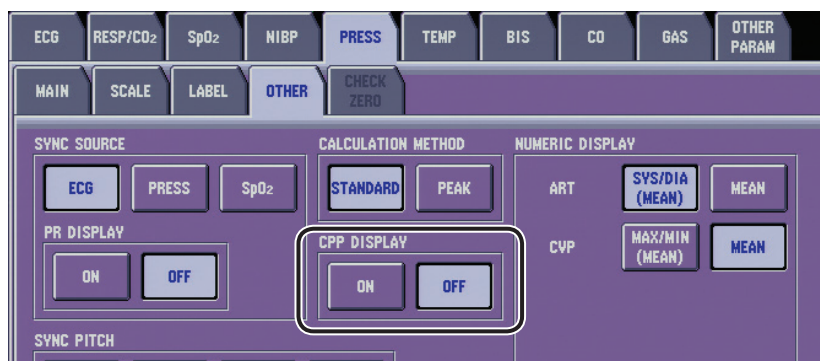 ECG RESP/CO₂ SpO₂ NIBP PRESS TEMP BIS CO GAS OTHER PARAM
MAIN SCALE LABEL OTHER CHECK ZERO
SYNC SOURCE
ECG PRESS SpO₂
PR DISPLAY
ON OFF
SYNC PITCH
CALCULATION METHOD
STANDARD PEAK
CPP DISPLAY
ON OFF
NUMERIC DISPLAY
ART SYS/DIA (MEAN) MEAN
CVP MAX/MIN (MEAN) MEAN